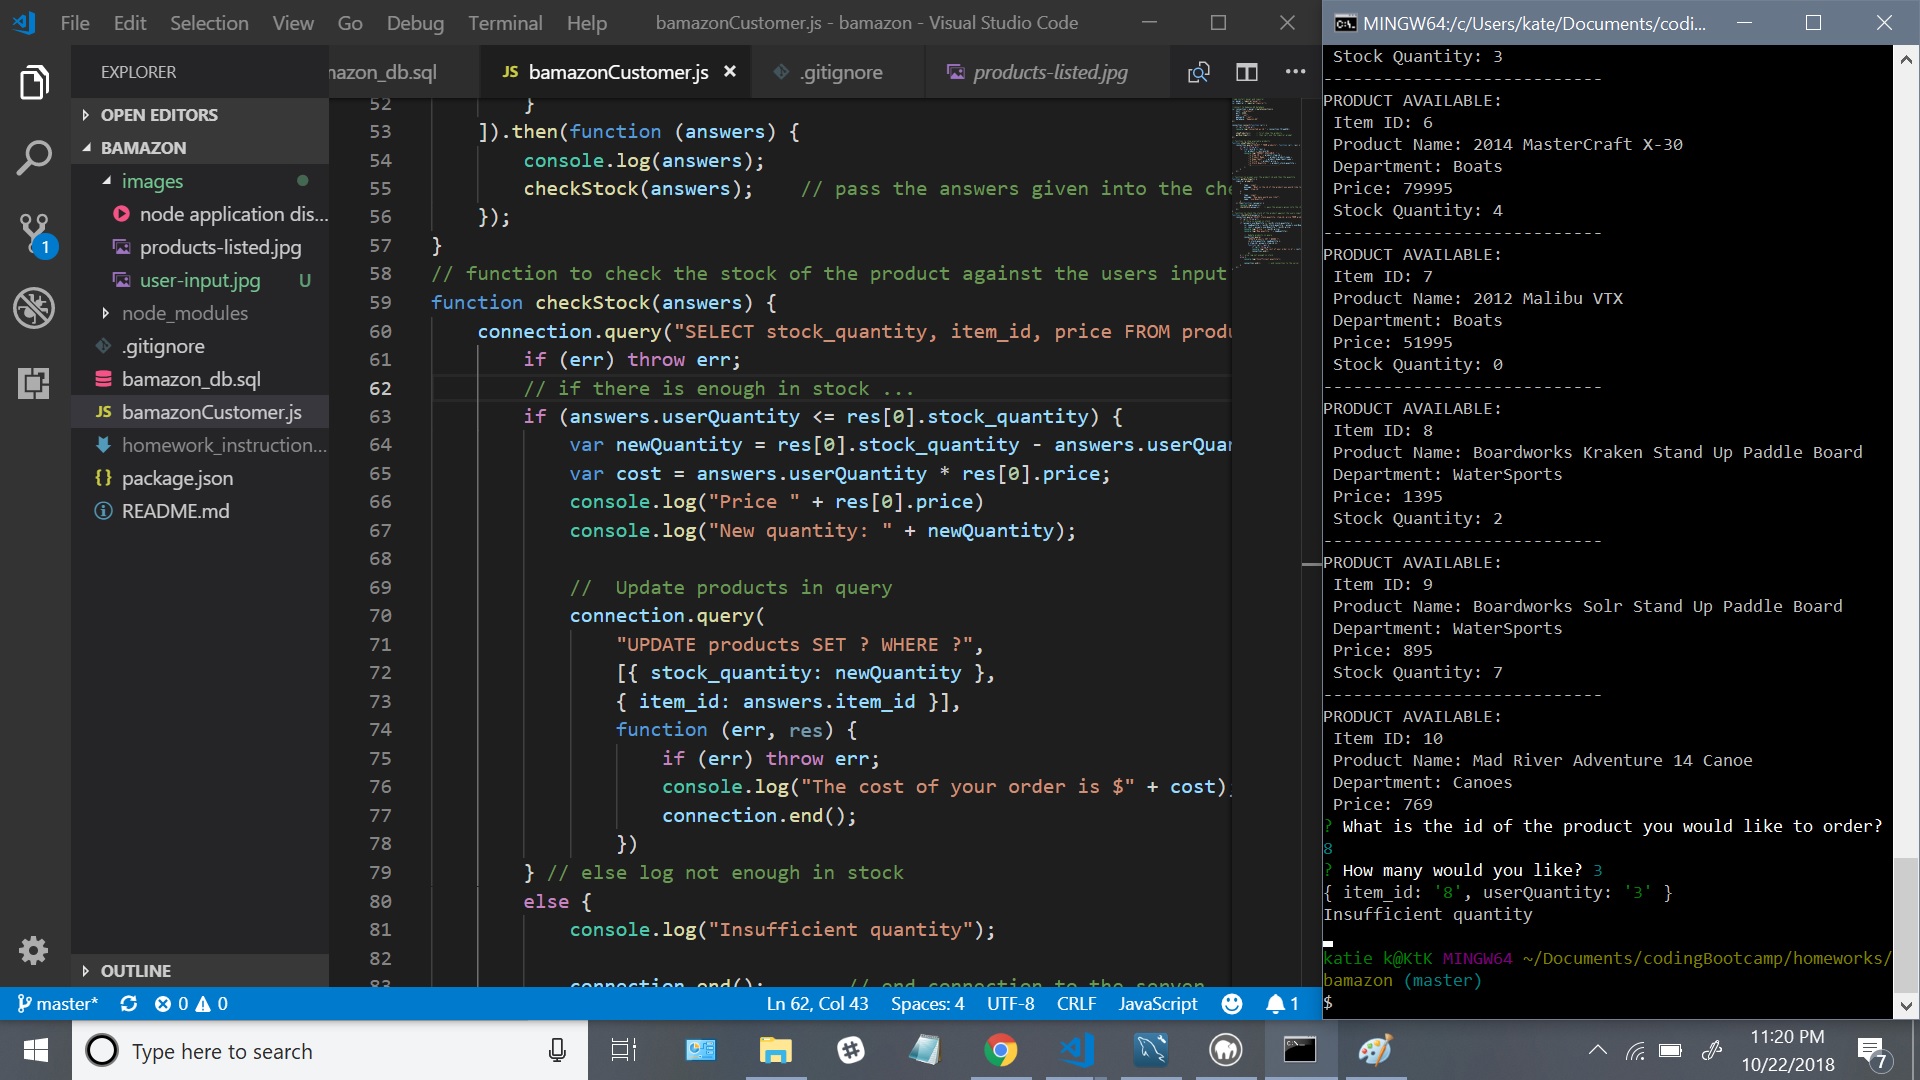 File Edit Selection View Go Debug Terminal Help bamazonCustomer.js - bamazon - Visual Studio Code
EXPLORER
OPEN EDITORS
BAMAZON
images
node application dis...
products-listed.jpg
user-input.jpg U
node_modules
.gitignore
bamazon_db.sql
JS bamazonCustomer.js
homework_instruction...
{} package.json
README.md
OUTLINE
1
mazon_db.sql JS bamazonCustomer.js × .gitignore products-listed.jpg
52 }
53 ]).then(function (answers) {
54 console.log(answers);
55 checkStock(answers); // pass the answers given into the che
56 });
57 }
58 // function to check the stock of the product against the users input
59 function checkStock(answers) {
60 connection.query("SELECT stock_quantity, item_id, price FROM produ
61 if (err) throw err;
62 // if there is enough in stock ...
63 if (answers.userQuantity <= res[0].stock_quantity) {
64 var newQuantity = res[0].stock_quantity - answers.userQuan
65 var cost = answers.userQuantity * res[0].price;
66 console.log("Price " + res[0].price)
67 console.log("New quantity: " + newQuantity);
68
69 // Update products in query
70 connection.query(
71 "UPDATE products SET ? WHERE ?",
72 [{ stock_quantity: newQuantity },
73 { item_id: answers.item_id }],
74 function (err, res) {
75 if (err) throw err;
76 console.log("The cost of your order is $" + cost)
77 connection.end();
78 })
79 } // else log not enough in stock
80 else {
81 console.log("Insufficient quantity");
82
83 connection.end(); // end connection to the server
master* 0 0 Ln 62, Col 43 Spaces: 4 UTF-8 CRLF JavaScript 1
MINGW64:/c/Users/kate/Documents/codi...
Stock Quantity: 3
----------------------------
PRODUCT AVAILABLE:
Item ID: 6
Product Name: 2014 MasterCraft X-30
Department: Boats
Price: 79995
Stock Quantity: 4
----------------------------
PRODUCT AVAILABLE:
Item ID: 7
Product Name: 2012 Malibu VTX
Department: Boats
Price: 51995
Stock Quantity: 0
----------------------------
PRODUCT AVAILABLE:
Item ID: 8
Product Name: Boardworks Kraken Stand Up Paddle Board
Department: WaterSports
Price: 1395
Stock Quantity: 2
----------------------------
PRODUCT AVAILABLE:
Item ID: 9
Product Name: Boardworks Solr Stand Up Paddle Board
Department: WaterSports
Price: 895
Stock Quantity: 7
----------------------------
PRODUCT AVAILABLE:
Item ID: 10
Product Name: Mad River Adventure 14 Canoe
Department: Canoes
Price: 769
? What is the id of the product you would like to order?
8
? How many would you like? 3
{ item_id: '8', userQuantity: '3' }
Insufficient quantity
katie k@KtK MINGW64 ~/Documents/codingBootcamp/homeworks/
bamazon (master)
$
Type here to search
11:20 PM
10/22/2018
7